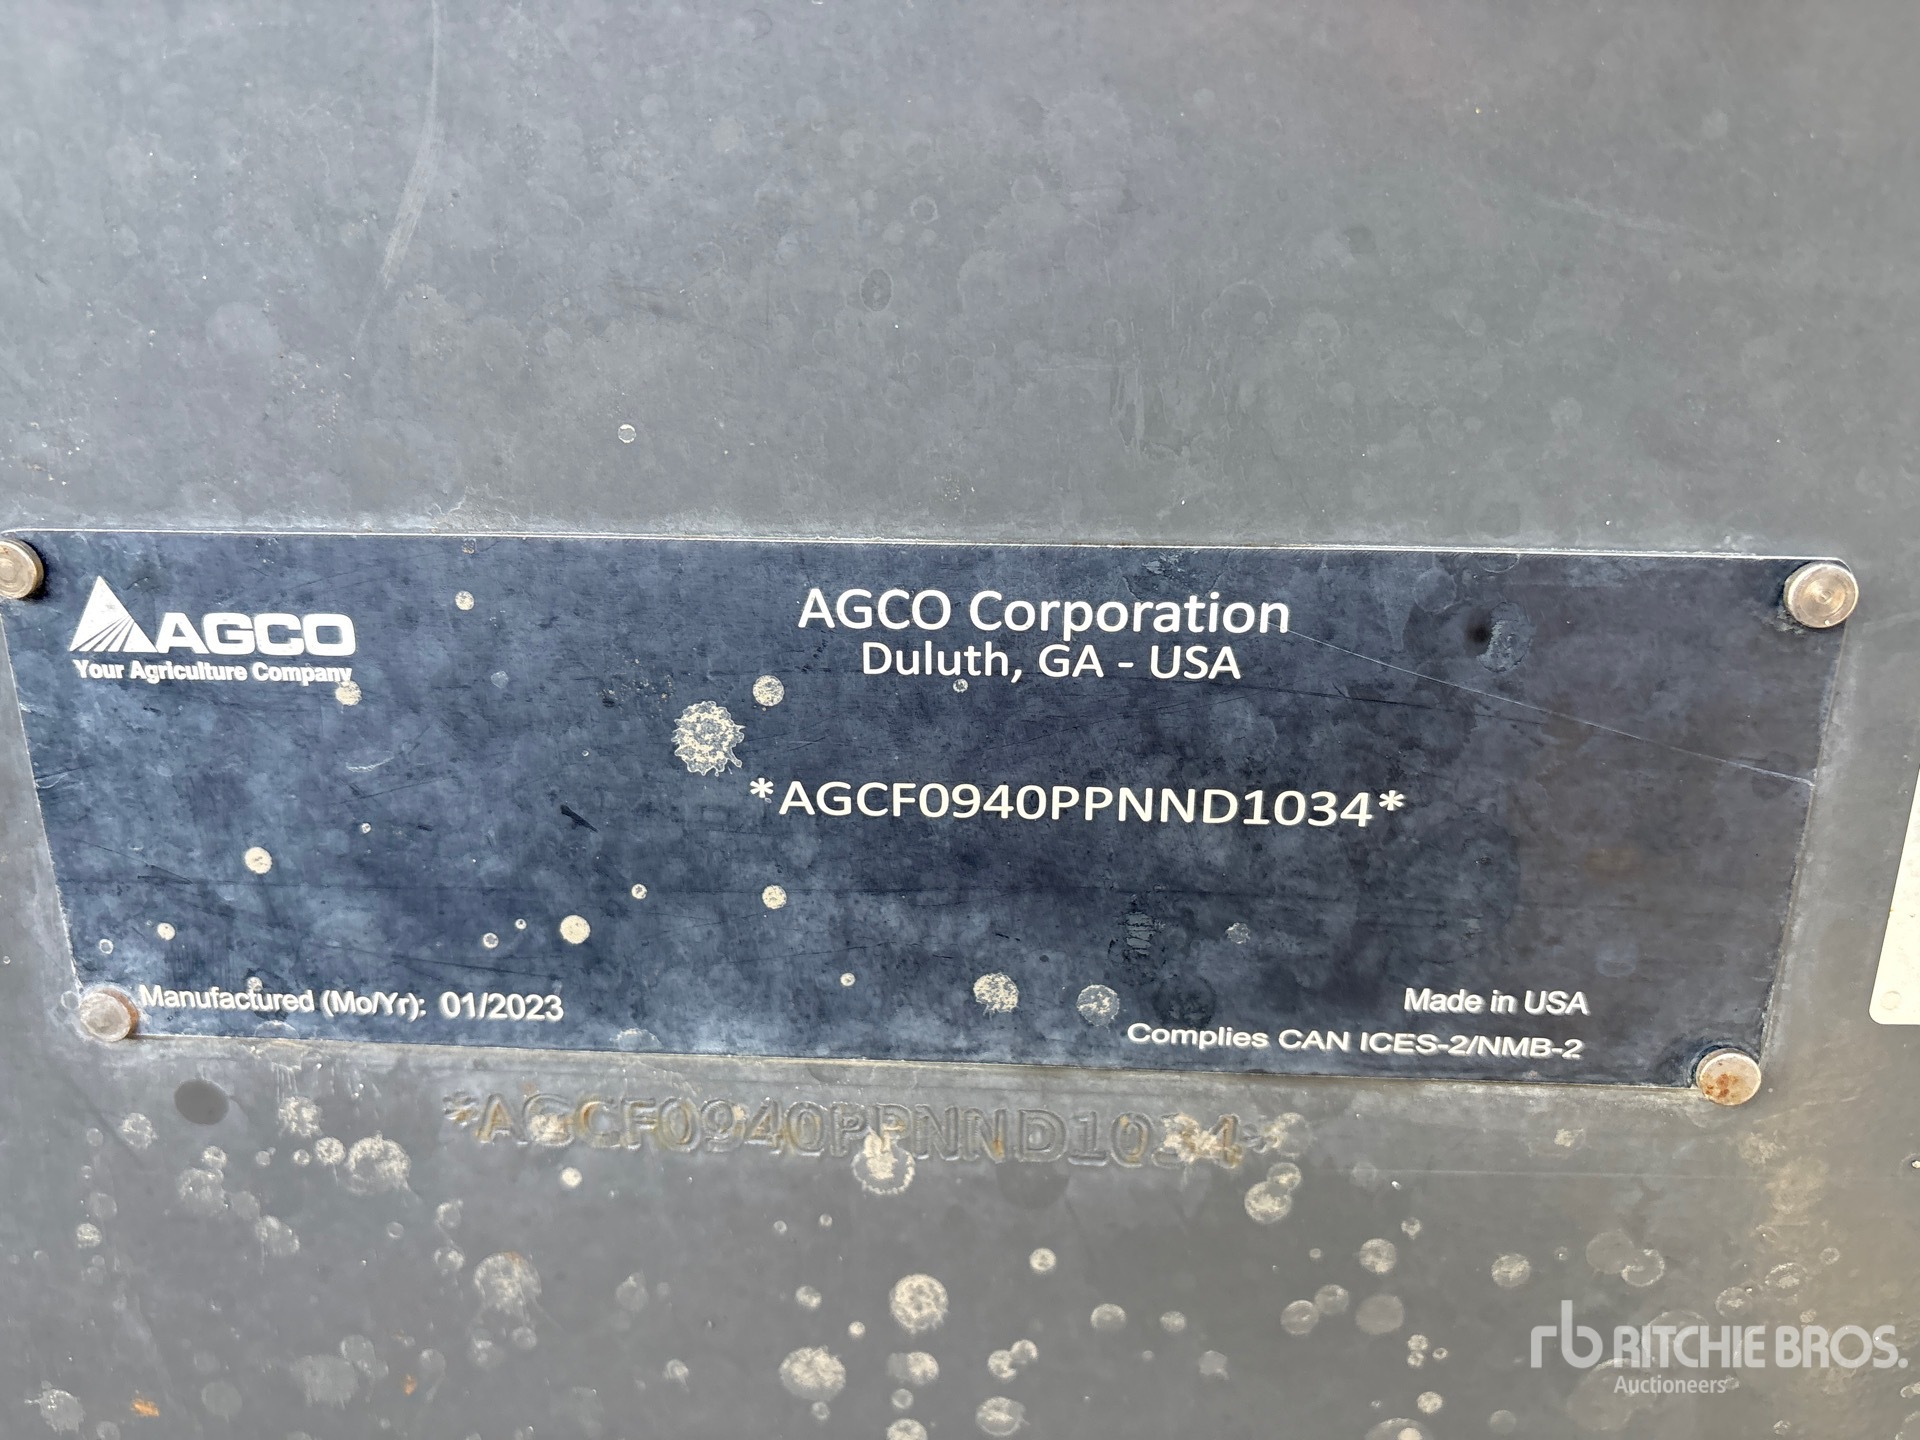 AGCO
Your Agriculture Company
AGCO Corporation
Duluth, GA - USA
*AGCF0940PPNND1034*
Manufactured (Mo/Yr): 01/2023
Made in USA
Complies CAN ICES-2/NMB-2
*AGCF0940PPNND1034*
rb RITCHIE BROS.
Auctioneers